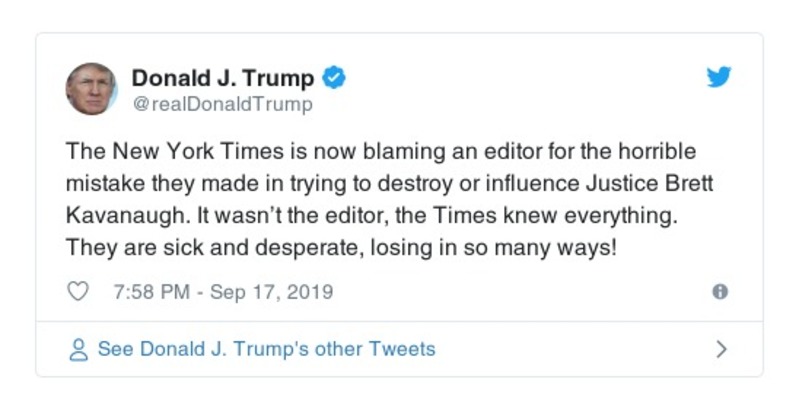 Donald J. Trump
@realDonaldTrump
The New York Times is now blaming an editor for the horrible
mistake they made in trying to destroy or influence Justice Brett
Kavanaugh. It wasn’t the editor, the Times knew everything.
They are sick and desperate, losing in so many ways!
7:58 PM - Sep 17, 2019
See Donald J. Trump's other Tweets